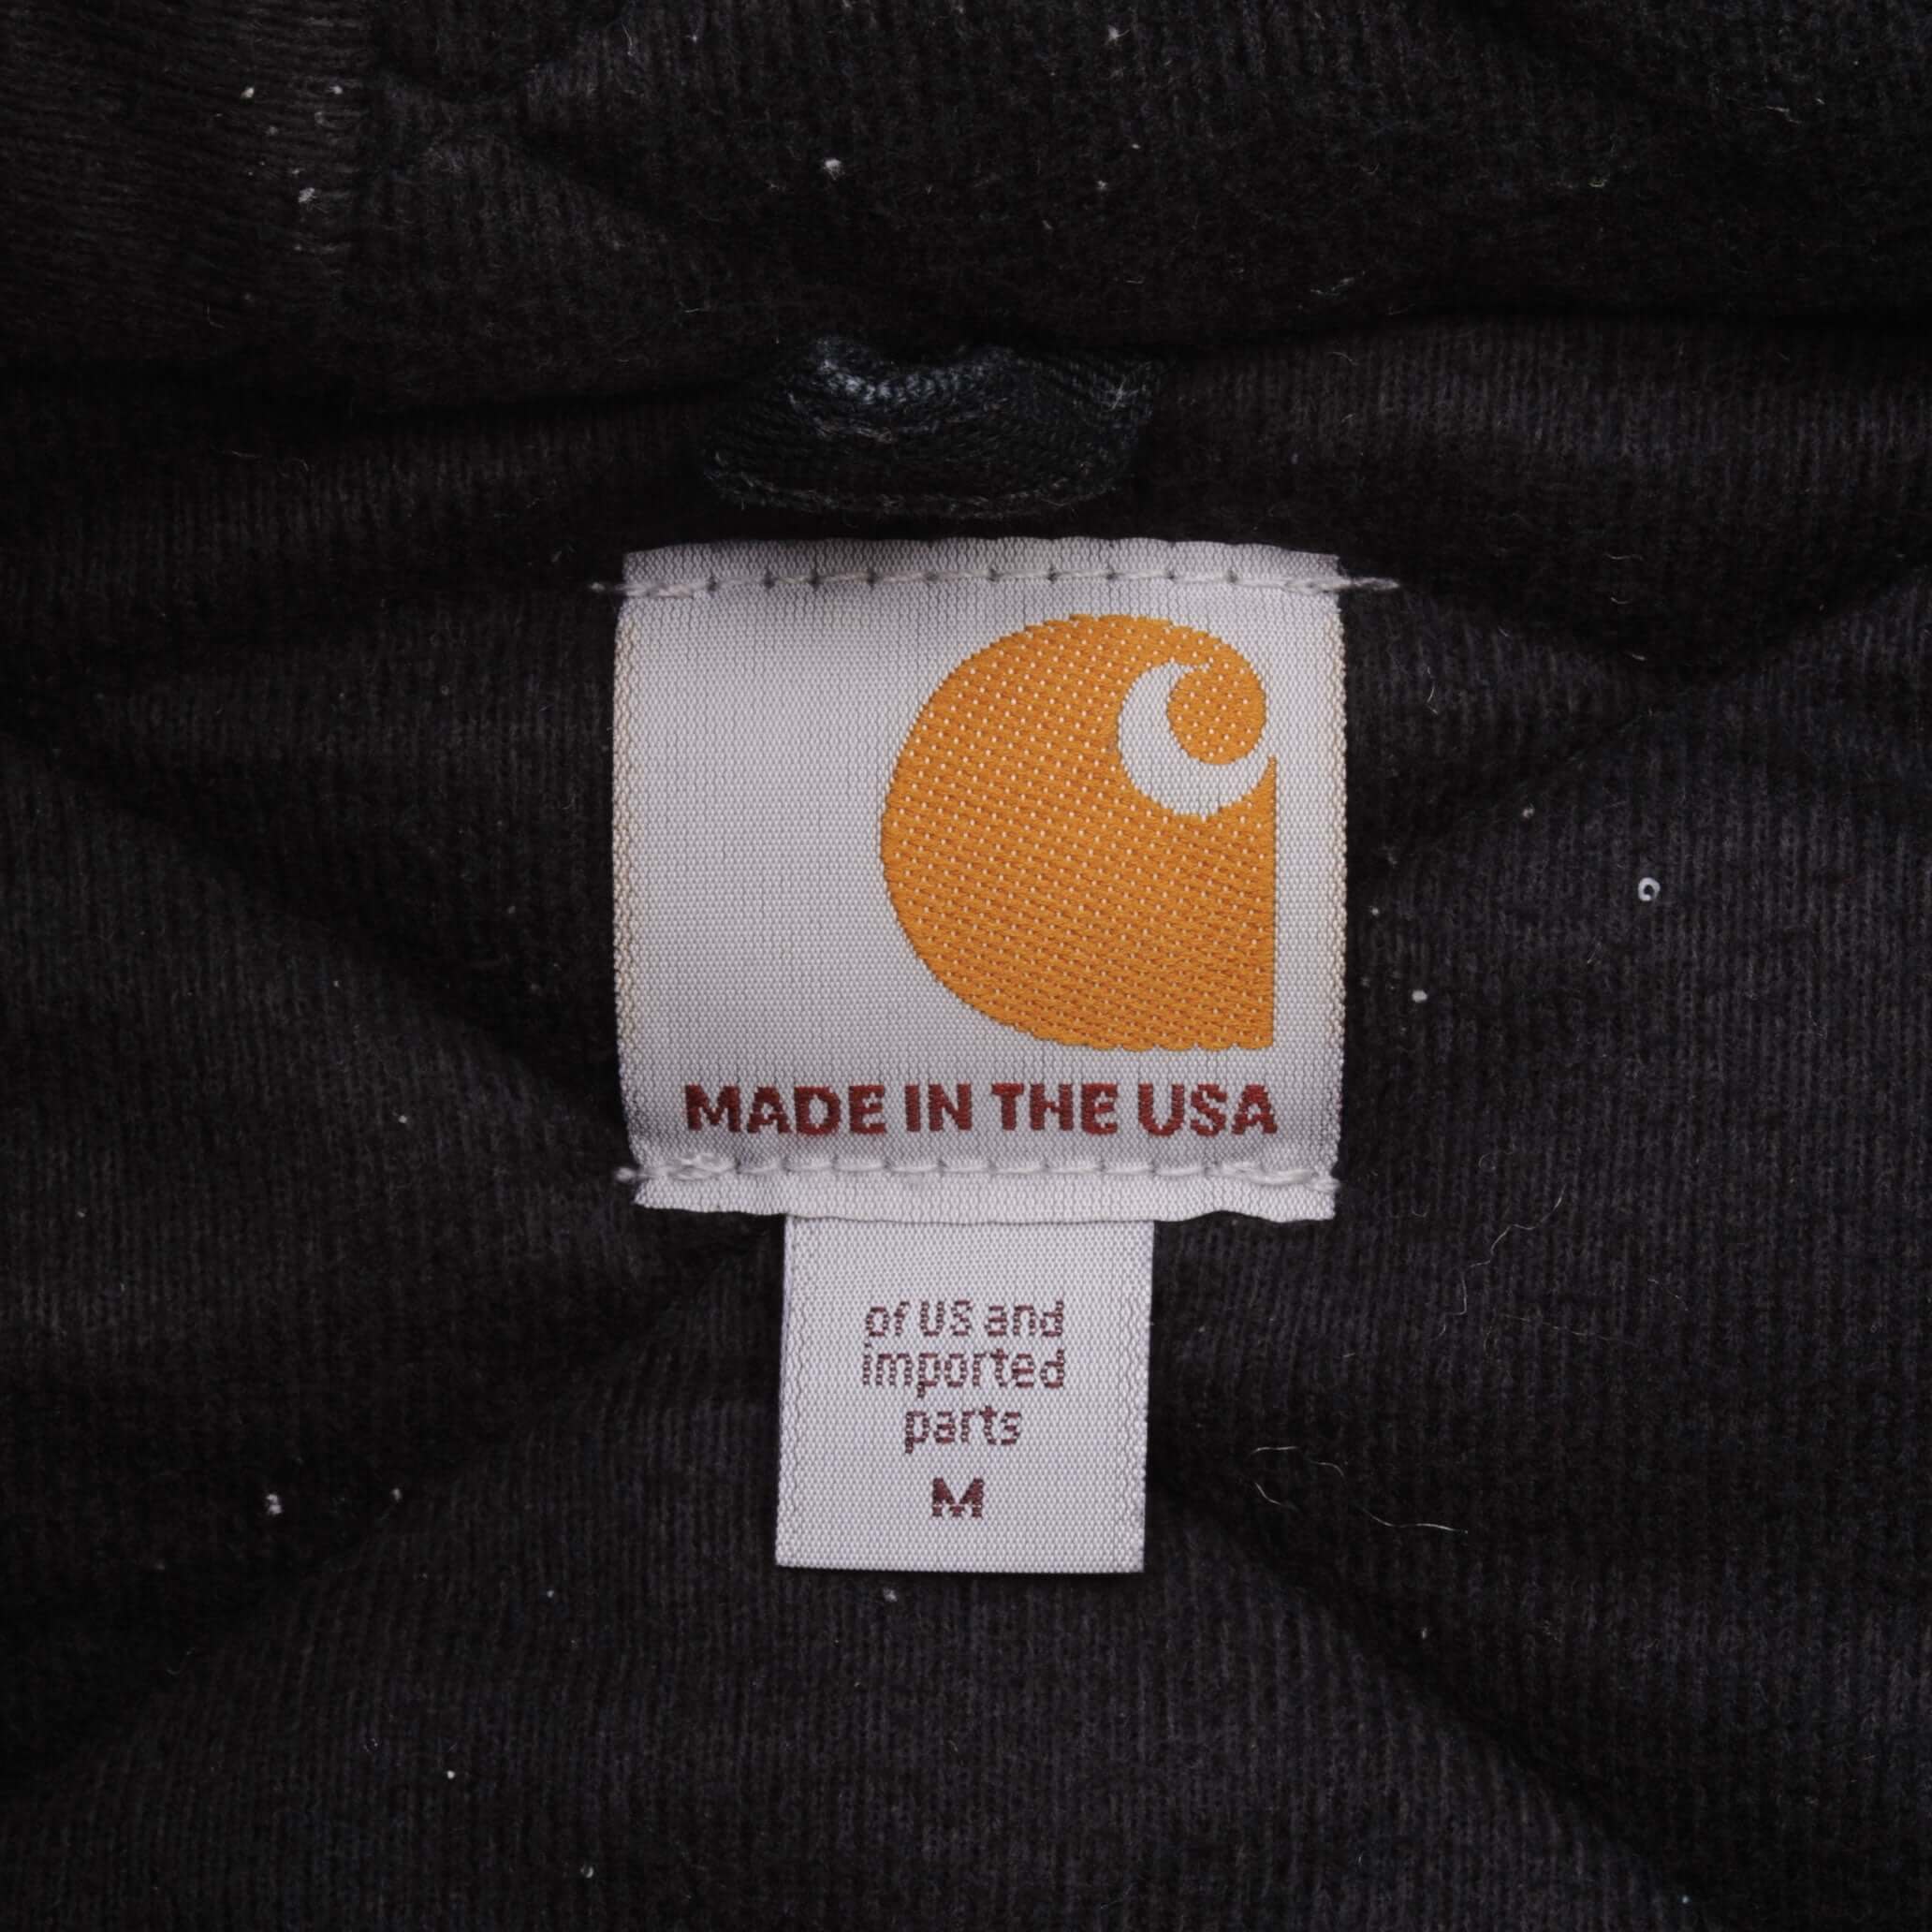 MADE IN THE USA
of US and
imported
parts
M